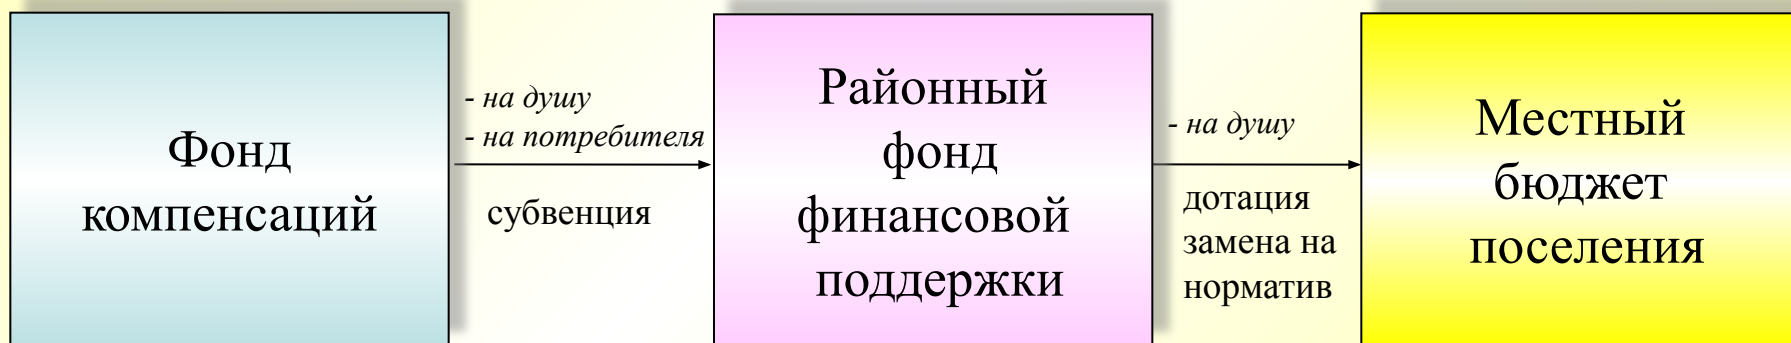 Фонд
компенсаций
- на душу
- на потребителя
субвенция
Районный
фонд
финансовой
поддержки
- на душу
дотация
замена на
норматив
Местный
бюджет
поселения